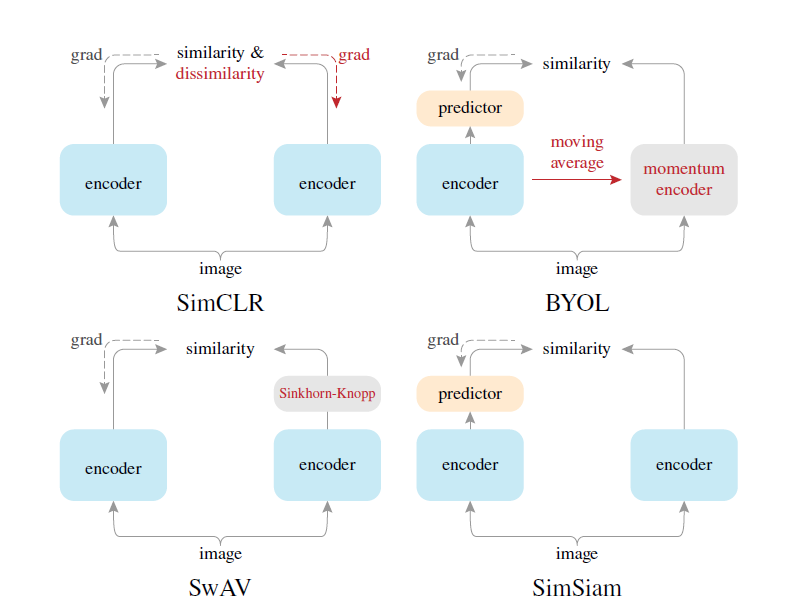 grad
similarity &
dissimilarity
grad
encoder
encoder
image
SimCLR
grad
similarity
predictor
encoder
moving
average
momentum
encoder
image
BYOL
grad
similarity
Sinkhorn-Knopp
encoder
encoder
image
SwAV
grad
similarity
predictor
encoder
encoder
image
SimSiam